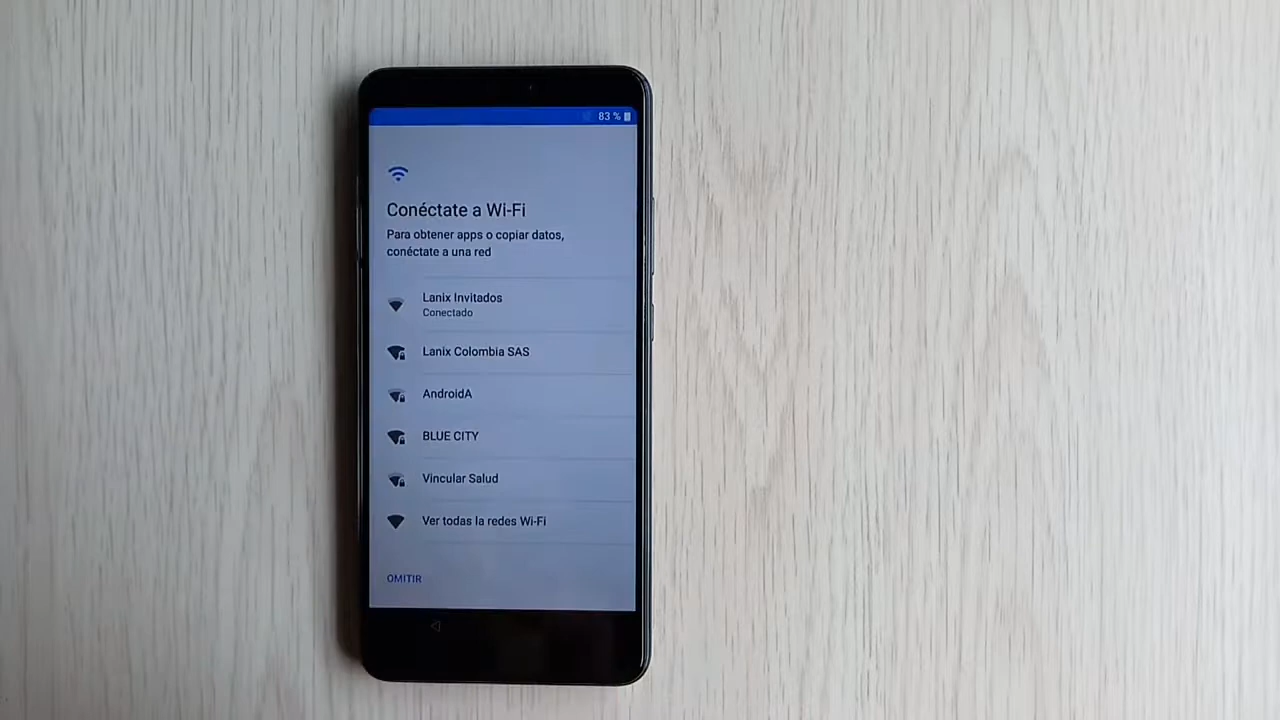 83 %
Conéctate a Wi-Fi
Para obtener apps o copiar datos,
conéctate a una red
Lanix Invitados
Conectado
Lanix Colombia SAS
AndroidA
BLUE CITY
Vincular Salud
Ver todas la redes Wi-Fi
OMITIR